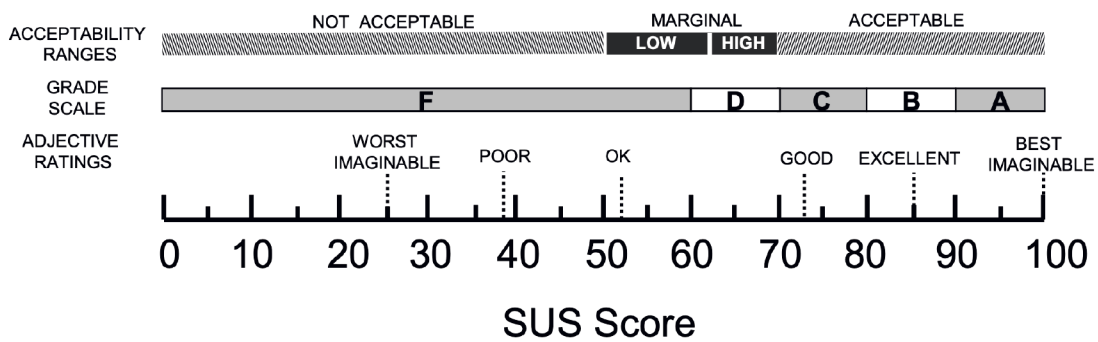 NOT ACCEPTABLE MARGINAL ACCEPTABLE
ACCEPTABILITY
RANGES
LOW HIGH
GRADE
SCALE
F D C B A
ADJECTIVE
RATINGS
WORST
IMAGINABLE
POOR
OK
GOOD
EXCELLENT
BEST
IMAGINABLE
0 10 20 30 40 50 60 70 80 90 100
SUS Score